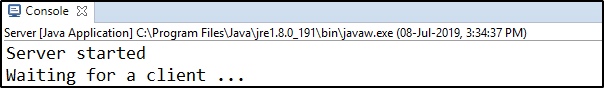 Console
Server [Java Application] C:\Program Files\Java\jre1.8.0_191\bin\javaw.exe (08-Jul-2019, 3:34:37 PM)
Server started
Waiting for a client ...